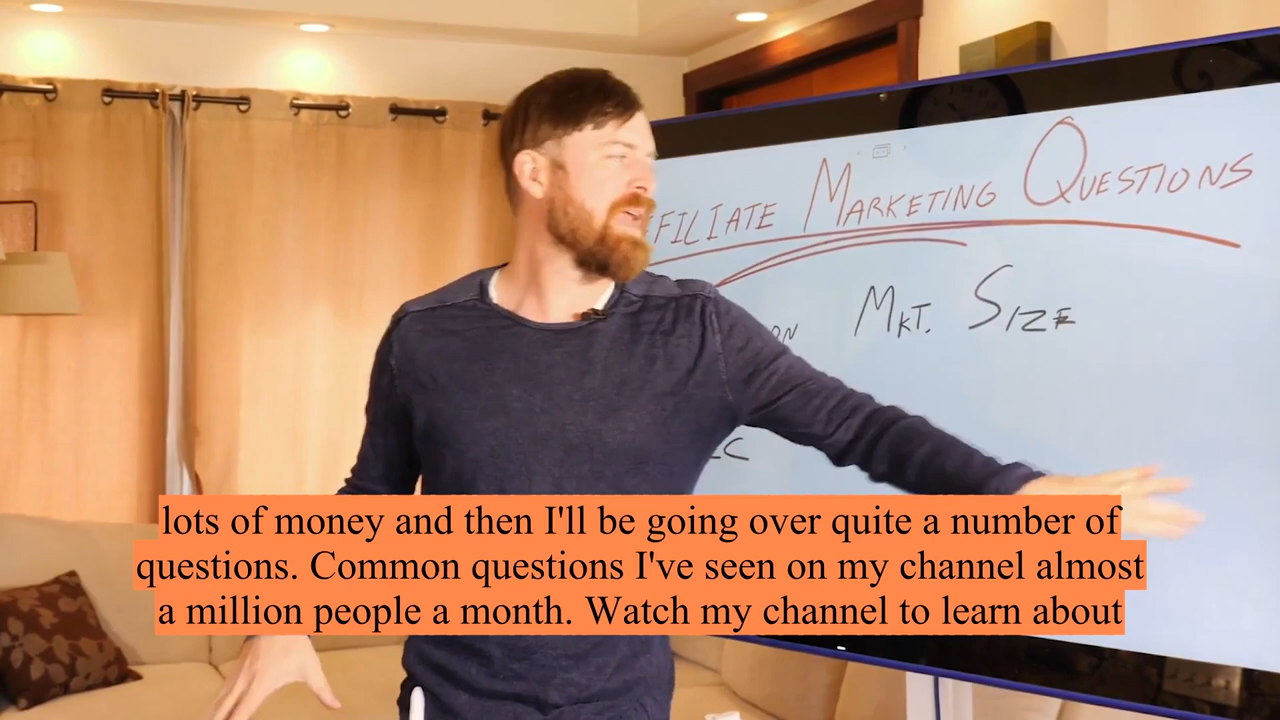 FILIATE MARKETING QUESTIONS
MKT. SIZE
lots of money and then I'll be going over quite a number of
questions. Common questions I've seen on my channel almost
a million people a month. Watch my channel to learn about